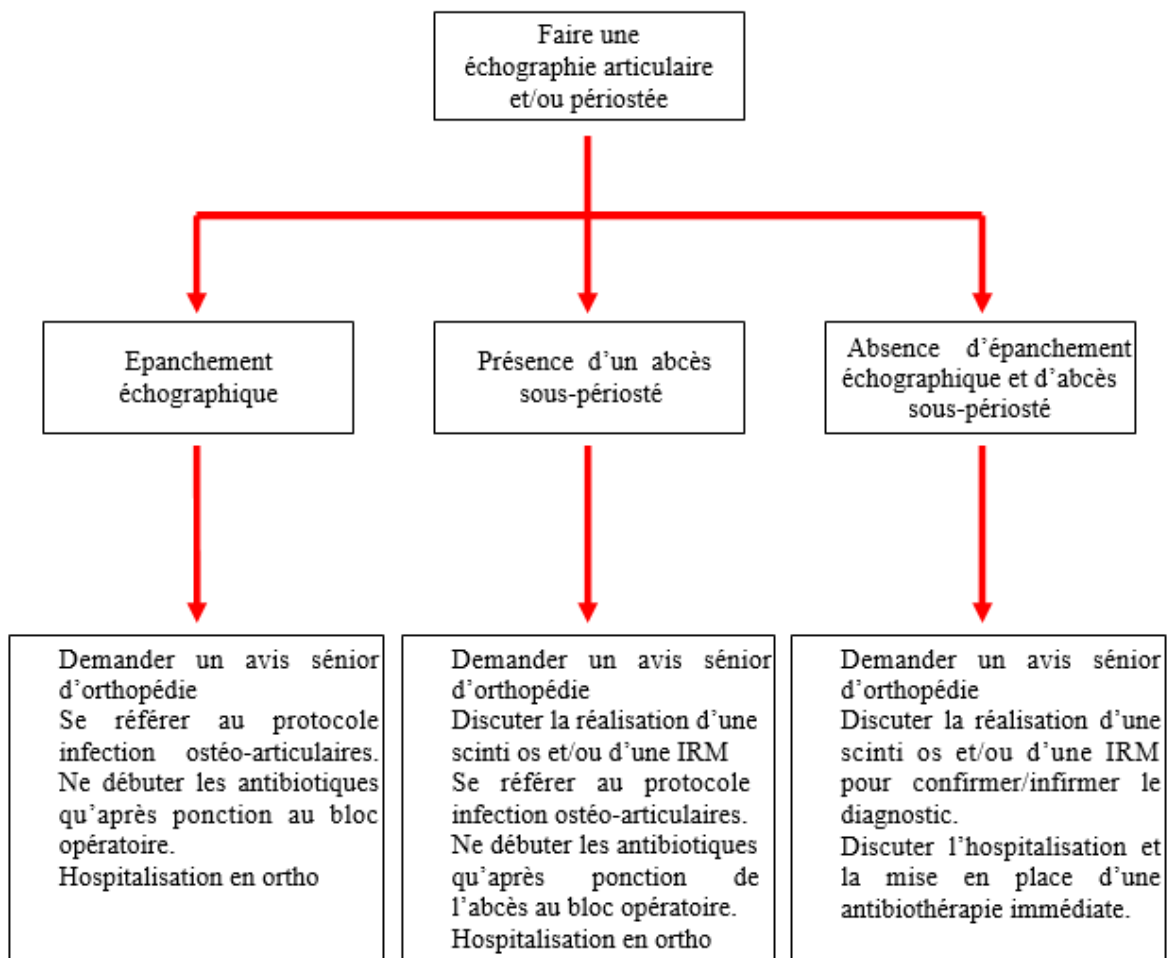 Faire une
échographie articulaire
et/ou périostée
Epanchement
échographique
Présence d'un abcès
sous-périosté
Absence d'épanchement
échographique et d'abcès
sous-périosté
Demander un avis sénior
d'orthopédie
Se référer au protocole
infection ostéo-articulaires.
Ne débuter les antibiotiques
qu'après ponction au bloc
opératoire.
Hospitalisation en ortho
Demander un avis sénior
d'orthopédie
Discuter la réalisation d'une
scinti os et/ou d'une IRM
Se référer au protocole
infection ostéo-articulaires.
Ne débuter les antibiotiques
qu'après ponction de
l'abcès au bloc opératoire.
Hospitalisation en ortho
Demander un avis sénior
d'orthopédie
Discuter la réalisation d'une
scinti os et/ou d'une IRM
pour confirmer/infirmer le
diagnostic.
Discuter l'hospitalisation et
la mise en place d'une
antibiothérapie immédiate.